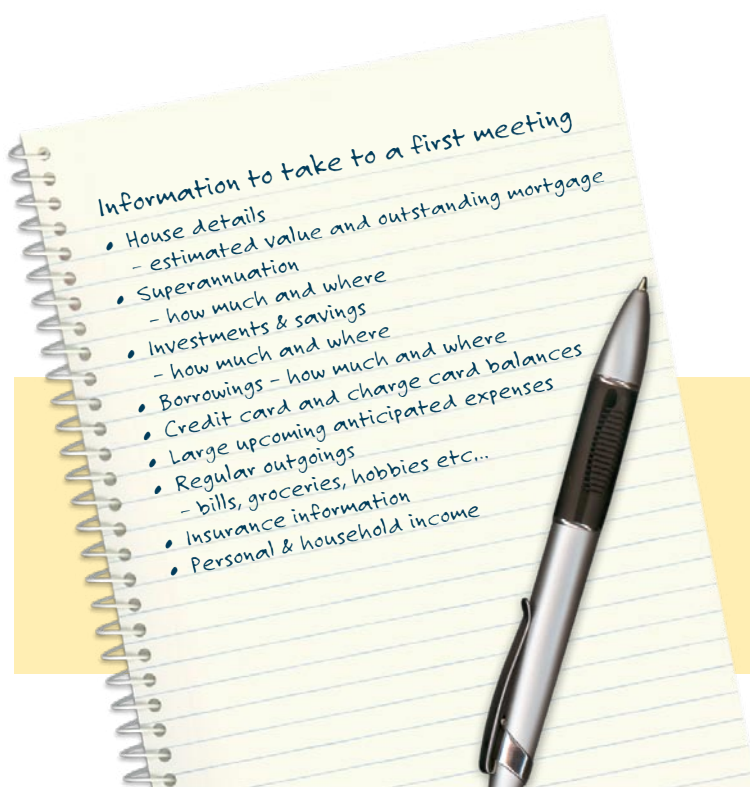 Information to take to a first meeting
• House details
- estimated value and outstanding mortgage
• Superannuation
- how much and where
• Investments & savings
- how much and where
• Borrowings - how much and where
• Credit card and charge card balances
• Large upcoming anticipated expenses
• Regular outgoings
- bills, groceries, hobbies etc...
• Insurance information
• Personal & household income